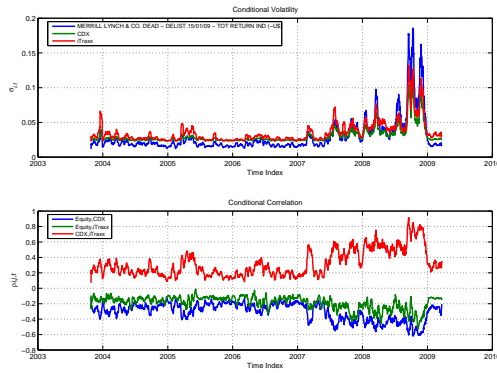 Conditional Volatility
MERRILL LYNCH & CO. DEAD – DELIST.15/01/09 – TOT RETURN IND (~U$
CDX
iTraxx
0.2
0.15
0.1
0.05
0
σi,t
2003 2004 2005 2006 2007 2008 2009 2010
Time Index
Conditional Correlation
Equity,CDX
Equity,iTraxx
CDX,iTraxx
1
0.8
0.6
0.4
0.2
0
−0.2
−0.4
−0.6
−0.8
ρi,j,t
2003 2004 2005 2006 2007 2008 2009 2010
Time Index